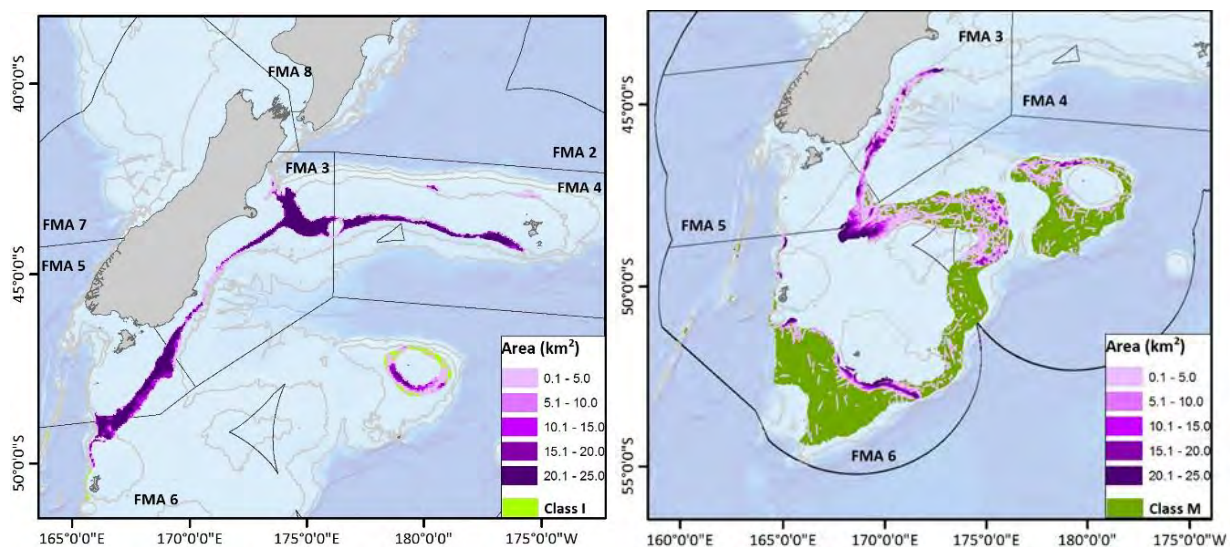 FMA 8
40°0'0"S
FMA 2
FMA 3
FMA 4
FMA 7
FMA 5
45°0'0"S
50°0'0"S
FMA 6
Area (km²)
0.1 - 5.0
5.1 - 10.0
10.1 - 15.0
15.1 - 20.0
20.1 - 25.0
Class I
165°0'0"E
170°0'0"E
175°0'0"E
180°0'0"
175°0'0"W
FMA 3
45°0'0"S
FMA 4
FMA 5
50°0'0"S
55°0'0"S
FMA 6
Area (km²)
0.1 - 5.0
5.1 - 10.0
10.1 - 15.0
15.1 - 20.0
20.1 - 25.0
Class M
160°0'0"E
165°0'0"E
170°0'0"E
175°0'0"E
180°0'0"
175°0'0"W